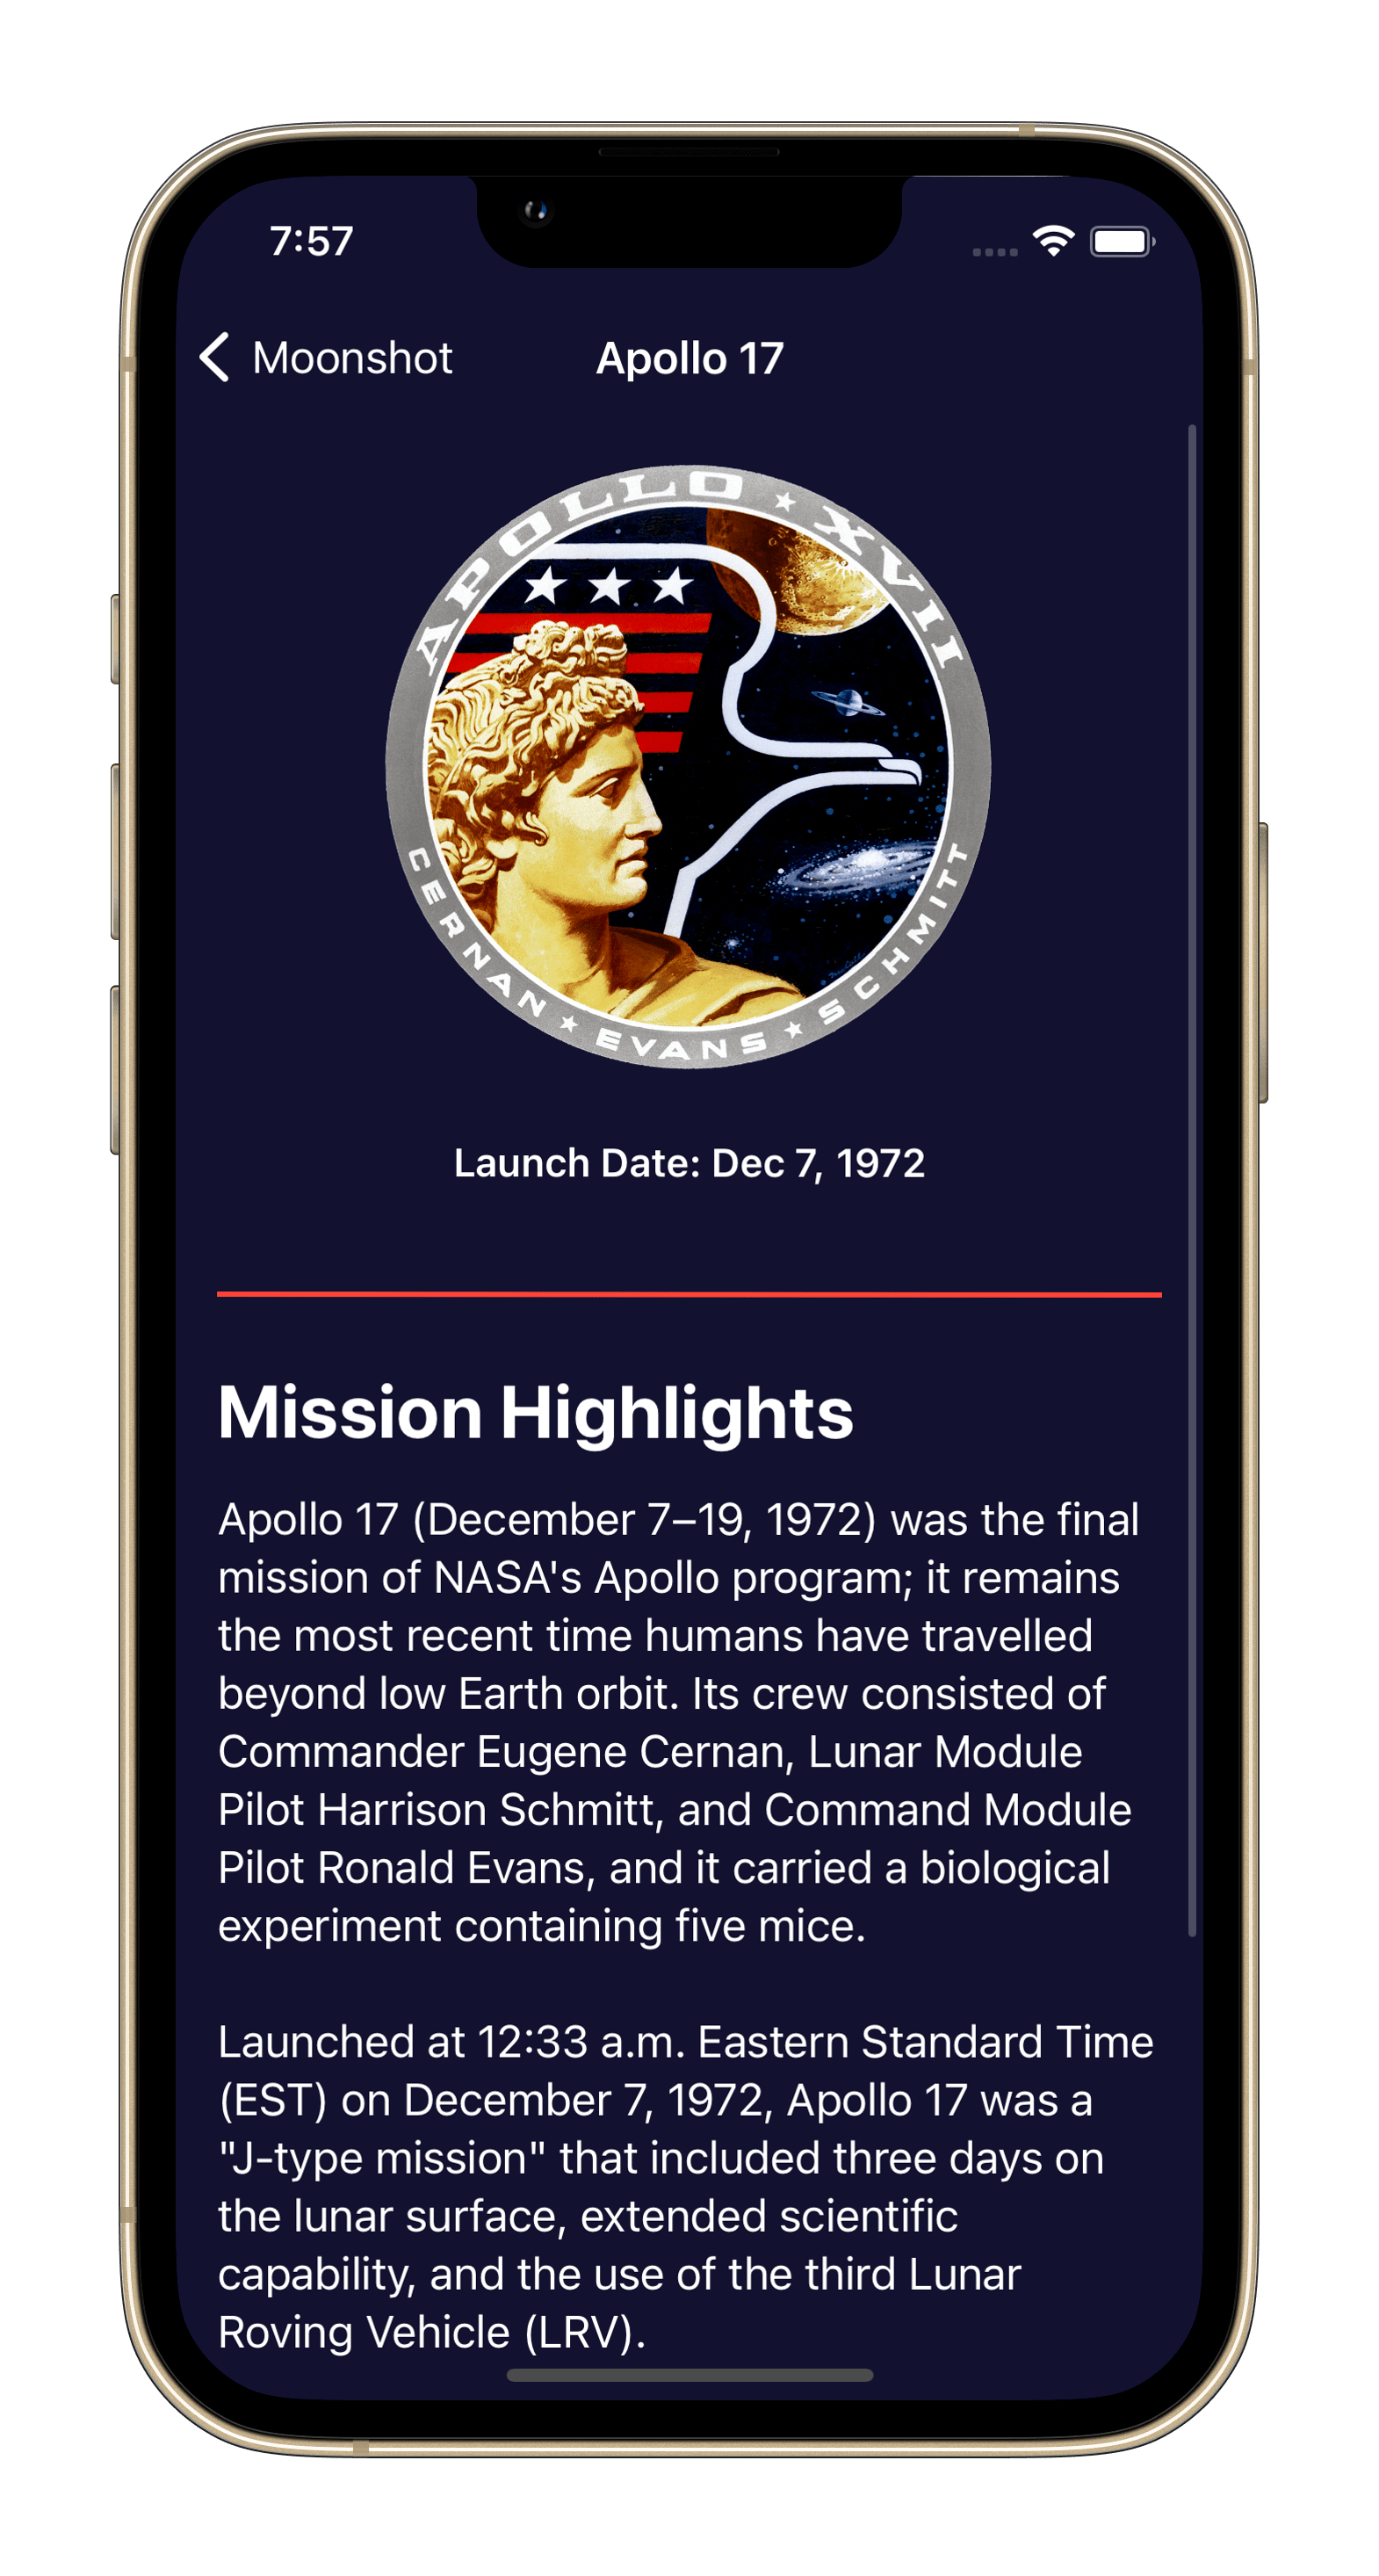 7:57
Moonshot
Apollo 17
APOLLO ★ XVII
CERNAN ★ EVANS ★ SCHMITT
Launch Date: Dec 7, 1972
Mission Highlights
Apollo 17 (December 7–19, 1972) was the final
mission of NASA's Apollo program; it remains
the most recent time humans have travelled
beyond low Earth orbit. Its crew consisted of
Commander Eugene Cernan, Lunar Module
Pilot Harrison Schmitt, and Command Module
Pilot Ronald Evans, and it carried a biological
experiment containing five mice.
Launched at 12:33 a.m. Eastern Standard Time
(EST) on December 7, 1972, Apollo 17 was a
"J-type mission" that included three days on
the lunar surface, extended scientific
capability, and the use of the third Lunar
Roving Vehicle (LRV).